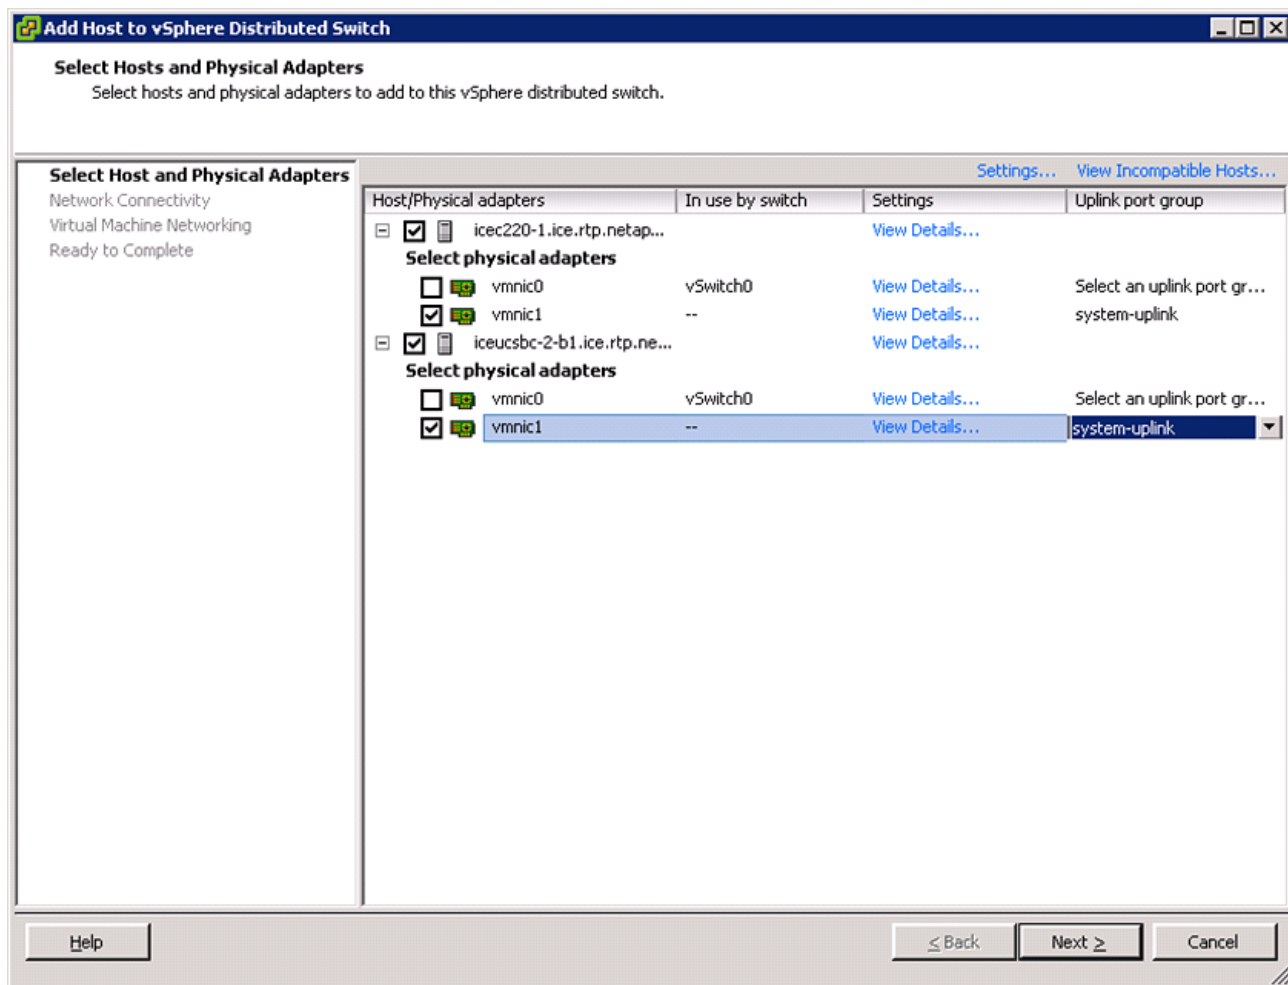 Add Host to vSphere Distributed Switch
Select Hosts and Physical Adapters
Select hosts and physical adapters to add to this vSphere distributed switch.
Select Host and Physical Adapters
Network Connectivity
Virtual Machine Networking
Ready to Complete
Settings... View Incompatible Hosts...
Host/Physical adapters In use by switch Settings Uplink port group
icec220-1.ice.rtp.netap... View Details...
Select physical adapters
vmnic0 vSwitch0 View Details... Select an uplink port gr...
vmnic1 -- View Details... system-uplink
iceucsbc-2-b1.ice.rtp.ne... View Details...
Select physical adapters
vmnic0 vSwitch0 View Details... Select an uplink port gr...
vmnic1 -- View Details... system-uplink
Help < Back Next > Cancel